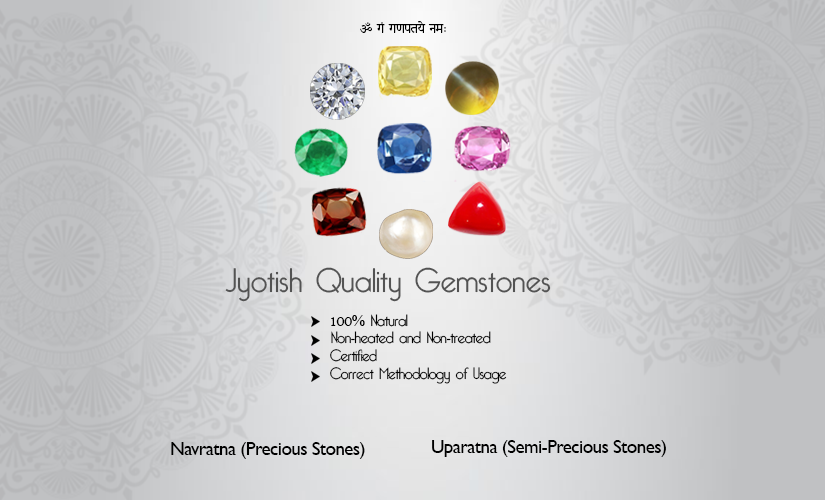 ॐ गं गणपतये नमः
Jyotish Quality Gemstones
100% Natural
Non-heated and Non-treated
Certified
Correct Methodology of Usage
Navratna (Precious Stones)
Uparatna (Semi-Precious Stones)